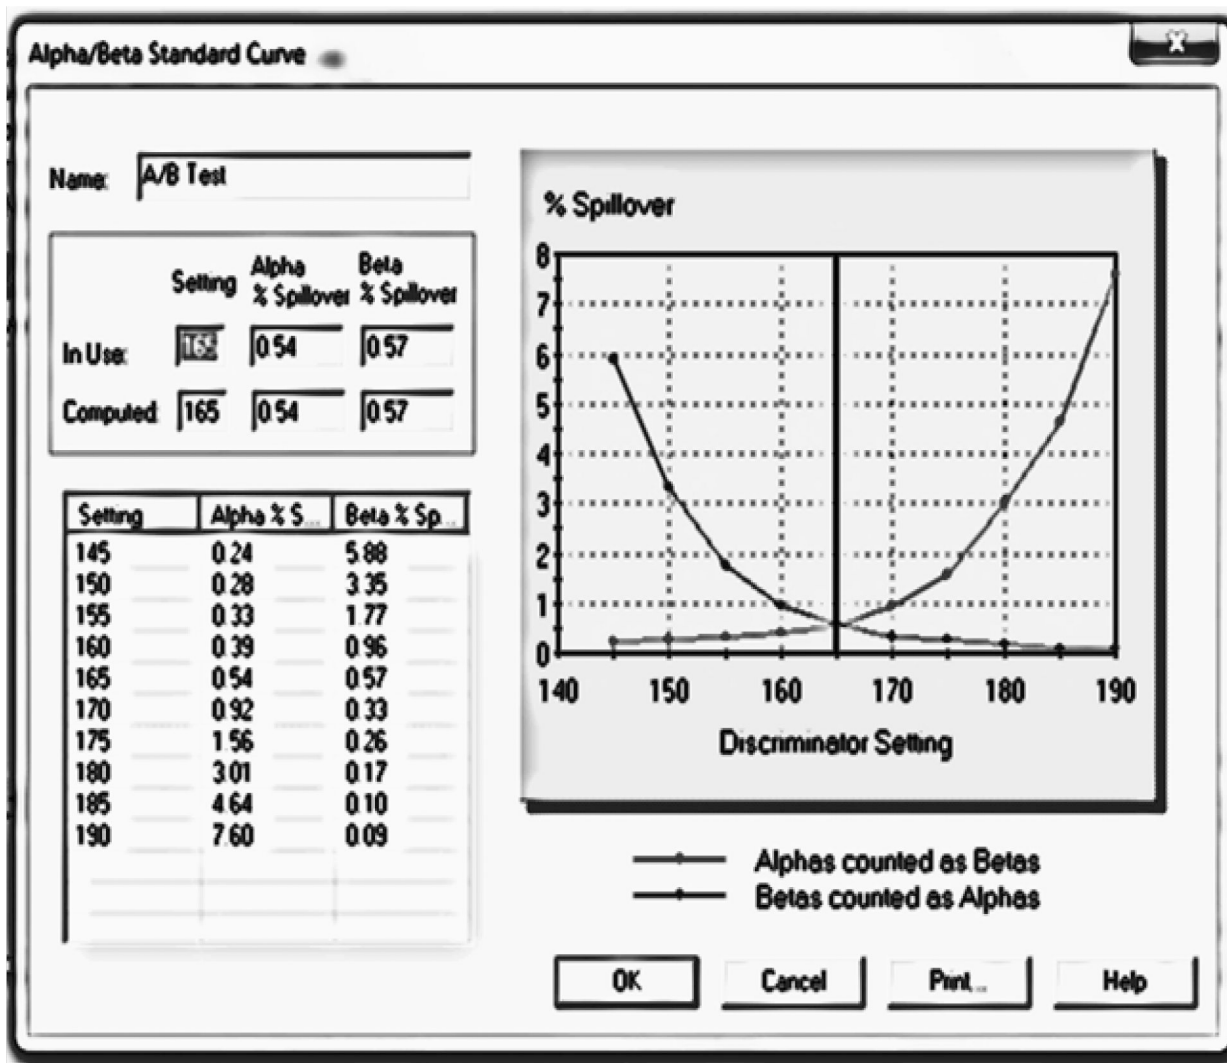 Alpha/Beta Standard Curve
X
Name: A/B Test
Setting Alpha % Spillover Beta % Spillover
In Use: 165 0.54 0.57
Computed: 165 0.54 0.57
Setting Alpha % S... Beta % Sp...
145 0.24 5.88
150 0.28 3.35
155 0.33 1.77
160 0.39 0.96
165 0.54 0.57
170 0.92 0.33
175 1.56 0.26
180 3.01 0.17
185 4.64 0.10
190 7.60 0.09
% Spillover
8
7
6
5
4
3
2
1
0
140 150 160 170 180 190
Discriminator Setting
Alphas counted as Betas
Betas counted as Alphas
OK Cancel Print... Help